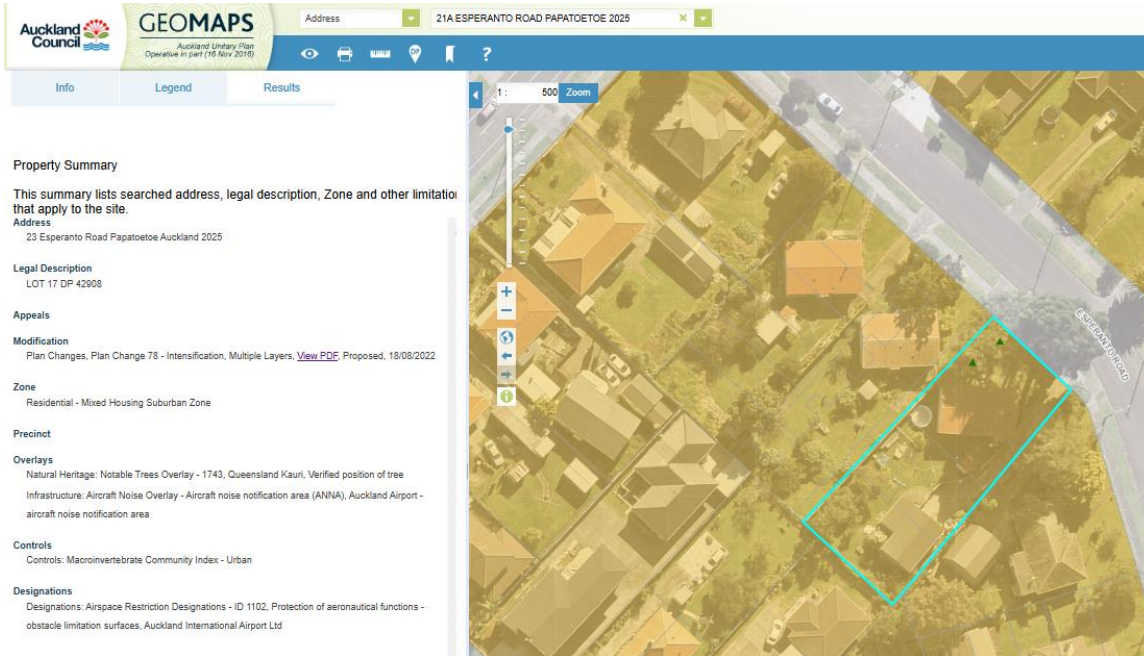 Auckland Council
GEOMAPS
Auckland Unitary Plan
Operative in part (16 Nov 2016)
Address
21A ESPERANTO ROAD PAPATOETOE 2025
×
?
Info Legend Results
1 : 500 Zoom
Property Summary
This summary lists searched address, legal description, Zone and other limitation
that apply to the site.
Address
23 Esperanto Road Papatoetoe Auckland 2025
Legal Description
LOT 17 DP 42908
Appeals
Modification
Plan Changes, Plan Change 78 - Intensification, Multiple Layers, View PDF, Proposed, 18/08/2022
Zone
Residential - Mixed Housing Suburban Zone
Precinct
Overlays
Natural Heritage: Notable Trees Overlay - 1743, Queensland Kauri, Verified position of tree
Infrastructure: Aircraft Noise Overlay - Aircraft noise notification area (ANNA), Auckland Airport -
aircraft noise notification area
Controls
Controls: Macroinvertebrate Community Index - Urban
Designations
Designations: Airspace Restriction Designations - ID 1102, Protection of aeronautical functions -
obstacle limitation surfaces, Auckland International Airport Ltd
ESPERANTO ROAD